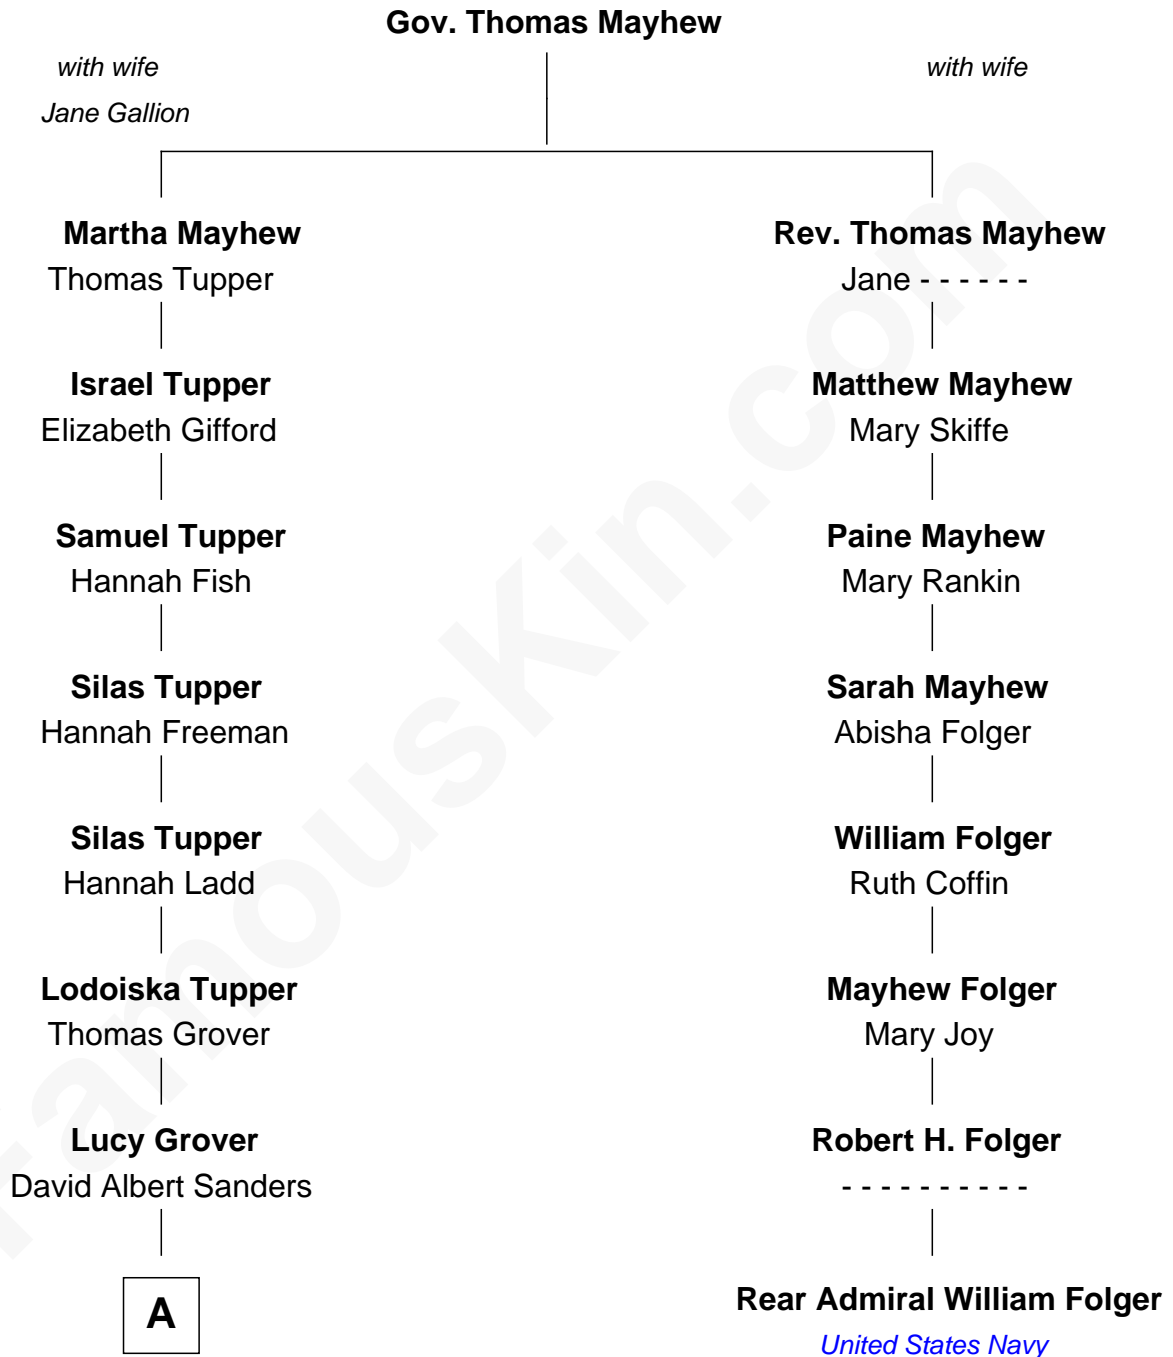 Gov. Thomas Mayhew
with wife
Jane Gallion
with wife
Martha Mayhew
Thomas Tupper
Rev. Thomas Mayhew
Jane - - - - - -
Israel Tupper
Elizabeth Gifford
Matthew Mayhew
Mary Skiffe
Samuel Tupper
Hannah Fish
Paine Mayhew
Mary Rankin
Silas Tupper
Hannah Freeman
Sarah Mayhew
Abisha Folger
Silas Tupper
Hannah Ladd
William Folger
Ruth Coffin
Lodoiska Tupper
Thomas Grover
Mayhew Folger
Mary Joy
Lucy Grover
David Albert Sanders
Robert H. Folger
- - - - - - - - - -
A
Rear Admiral William Folger
United States Navy
FamousKin.com